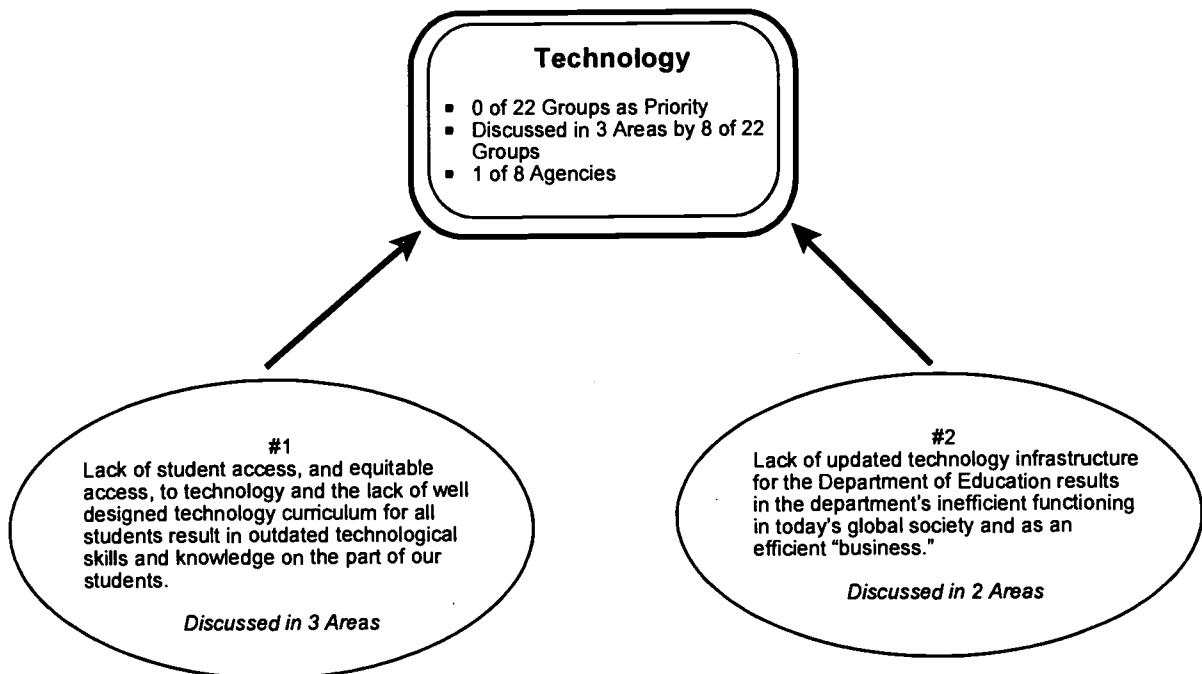 Technology
▪ 0 of 22 Groups as Priority
▪ Discussed in 3 Areas by 8 of 22
Groups
▪ 1 of 8 Agencies
#1
Lack of student access, and equitable
access, to technology and the lack of well
designed technology curriculum for all
students result in outdated technological
skills and knowledge on the part of our
students.
Discussed in 3 Areas
#2
Lack of updated technology infrastructure
for the Department of Education results
in the department's inefficient functioning
in today's global society and as an
efficient “business.”
Discussed in 2 Areas